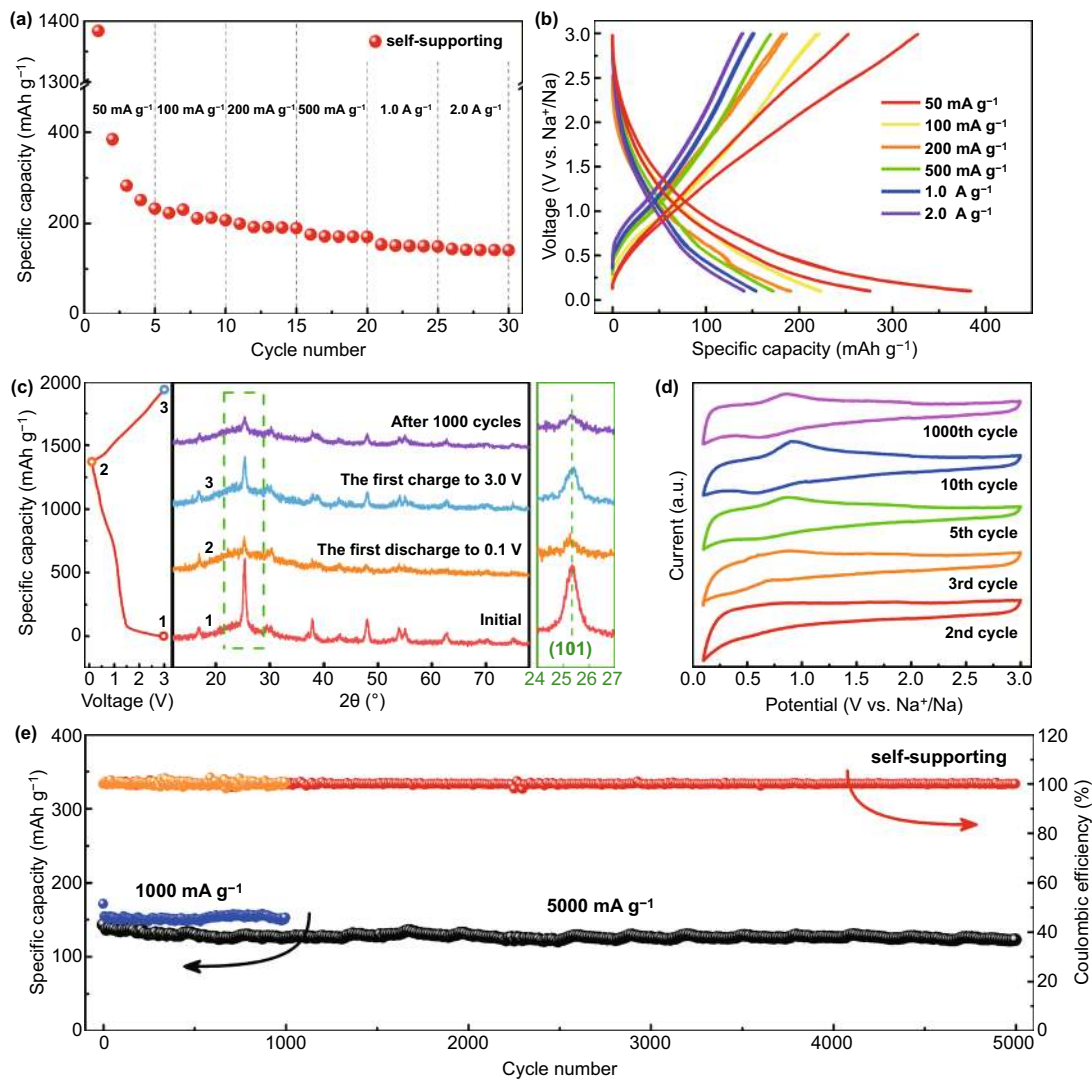 (a)
1400
1300
400
200
0
Specific capacity (mAh g⁻¹)
self-supporting
50 mA g⁻¹ 100 mA g⁻¹ 200 mA g⁻¹ 500 mA g⁻¹ 1.0 A g⁻¹ 2.0 A g⁻¹
0 5 10 15 20 25 30
Cycle number
(b)
3.0
2.5
2.0
1.5
1.0
0.5
0.0
Voltage (V vs. Na⁺/Na)
50 mA g⁻¹
100 mA g⁻¹
200 mA g⁻¹
500 mA g⁻¹
1.0 A g⁻¹
2.0 A g⁻¹
0 100 200 300 400
Specific capacity (mAh g⁻¹)
(c)
2000
1500
1000
500
0
Specific capacity (mAh g⁻¹)
3
2
1
0 1 2 3
Voltage (V)
After 1000 cycles
3 The first charge to 3.0 V
2 The first discharge to 0.1 V
1 Initial
20 30 40 50 60 70
2θ (°)
(101)
24 25 26 27
(d)
Current (a.u.)
1000th cycle
10th cycle
5th cycle
3rd cycle
2nd cycle
0.0 0.5 1.0 1.5 2.0 2.5 3.0
Potential (V vs. Na⁺/Na)
(e)
400
300
200
100
0
Specific capacity (mAh g⁻¹)
self-supporting
1000 mA g⁻¹
5000 mA g⁻¹
120
100
80
60
40
20
0
Coulombic efficiency (%)
0 1000 2000 3000 4000 5000
Cycle number